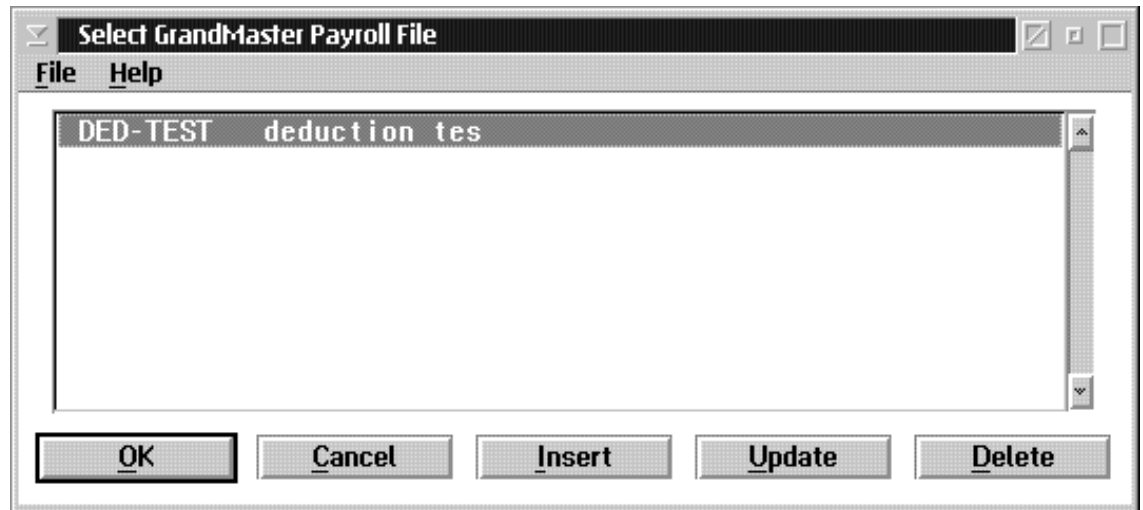 Select GrandMaster Payroll File
File Help
DED-TEST deduction tes
OK Cancel Insert Update Delete